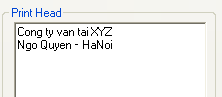 Print Head
Cong ty van tai XYZ
Ngo Quyen - HaNoi